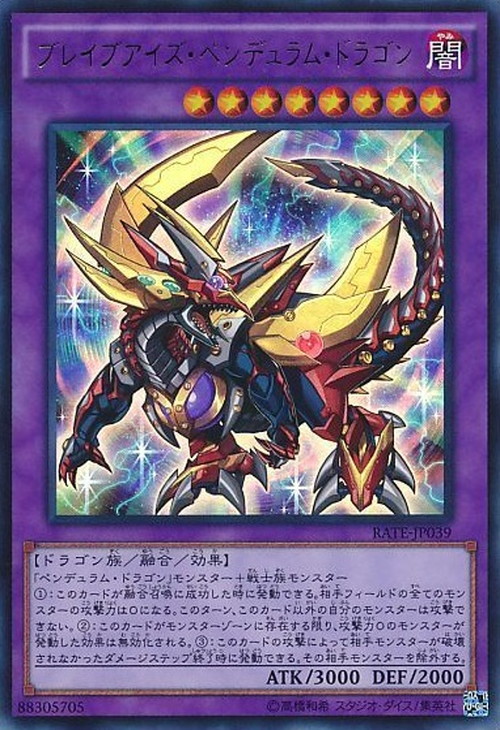 ブレイブアイズ・ペンデュラム・ドラゴン
闇
RATE-JP039
【ドラゴン族/融合/効果】
「ペンデュラム・ドラゴン」モンスター+戦士族モンスター
①:このカードが融合召喚に成功した時に発動できる。相手フィールドの全てのモン
スターの攻撃力は０になる。このターン、このカード以外の自分のモンスターは攻撃で
きない。②:このカードがモンスターゾーンに存在する限り、攻撃力０のモンスターが
発動した効果は無効化される。③:このカードの攻撃によって相手モンスターが破壊
されなかったダメージステップ終了時に発動できる。その相手モンスターを除外する。
ATK/3000 DEF/2000
88305705
©高橋和希 スタジオ・ダイス/集英社